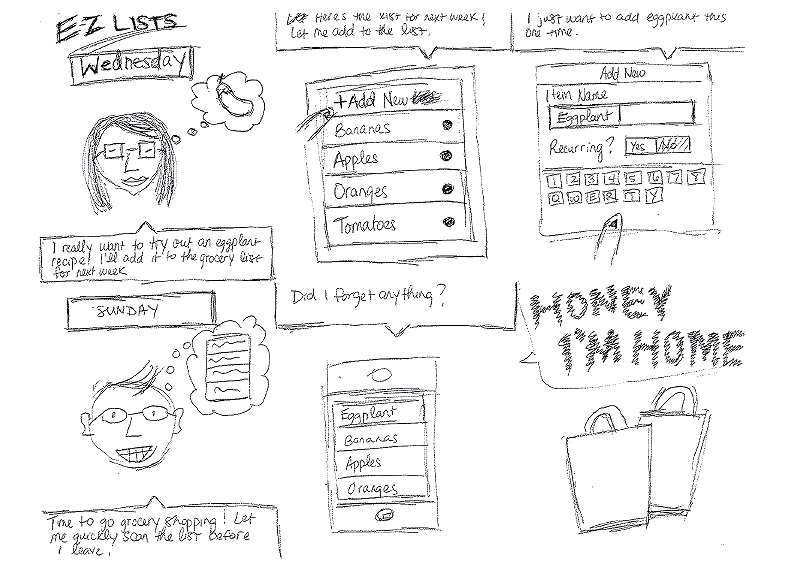 E-Z LISTS
Wednesday
I really want to try out an eggplant
recipe! I'll add it to the grocery list
for next week
Here's the list for next week!
Let me add to the list.
+Add New
Bananas
Apples
Oranges
Tomatoes
I just want to add eggplant this
one time.
Add New
Item Name
Eggplant
Recurring? Yes No
1 2 3 4 5 6 7 Y
Q W E R T Y
SUNDAY
Time to go grocery shopping! Let
me quickly scan the list before
I leave.
Did I forget anything?
Eggplant
Bananas
Apples
Oranges
HONEY
I'M HOME